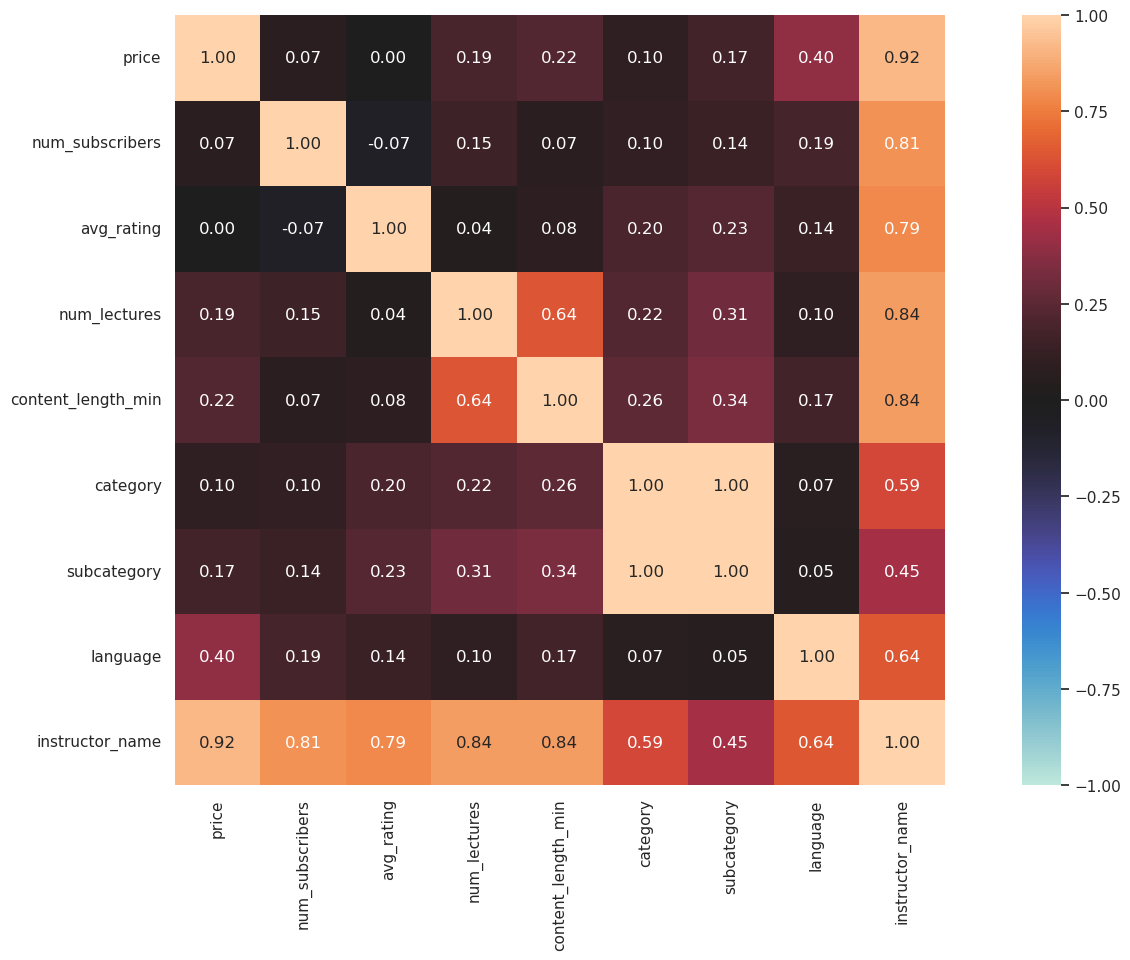 price 1.00 0.07 0.00 0.19 0.22 0.10 0.17 0.40 0.92
num_subscribers 0.07 1.00 -0.07 0.15 0.07 0.10 0.14 0.19 0.81
avg_rating 0.00 -0.07 1.00 0.04 0.08 0.20 0.23 0.14 0.79
num_lectures 0.19 0.15 0.04 1.00 0.64 0.22 0.31 0.10 0.84
content_length_min 0.22 0.07 0.08 0.64 1.00 0.26 0.34 0.17 0.84
category 0.10 0.10 0.20 0.22 0.26 1.00 1.00 0.07 0.59
subcategory 0.17 0.14 0.23 0.31 0.34 1.00 1.00 0.05 0.45
language 0.40 0.19 0.14 0.10 0.17 0.07 0.05 1.00 0.64
instructor_name 0.92 0.81 0.79 0.84 0.84 0.59 0.45 0.64 1.00
price
num_subscribers
avg_rating
num_lectures
content_length_min
category
subcategory
language
instructor_name
1.00
0.75
0.50
0.25
0.00
−0.25
−0.50
−0.75
−1.00